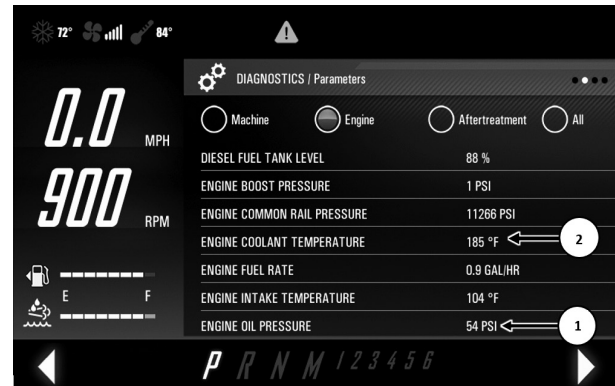 72° 84°
DIAGNOSTICS / Parameters
Machine Engine Aftertreatment All
0.0 MPH
900 RPM
DIESEL FUEL TANK LEVEL 88 %
ENGINE BOOST PRESSURE 1 PSI
ENGINE COMMON RAIL PRESSURE 11266 PSI
ENGINE COOLANT TEMPERATURE 185 °F 2
ENGINE FUEL RATE 0.9 GAL/HR
ENGINE INTAKE TEMPERATURE 104 °F
ENGINE OIL PRESSURE 54 PSI 1
E F
P R N M 1 2 3 4 5 6